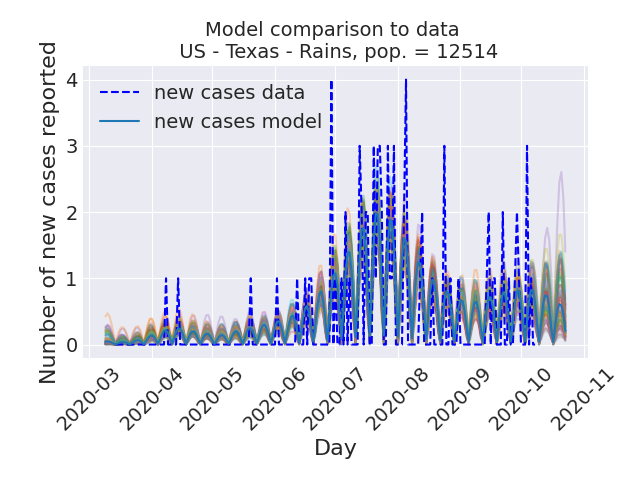 Model comparison to data
US - Texas - Rains, pop. = 12514
new cases data
new cases model
Number of new cases reported
4
3
2
1
0
2020-03
2020-04
2020-05
2020-06
2020-07
2020-08
2020-09
2020-10
2020-11
Day